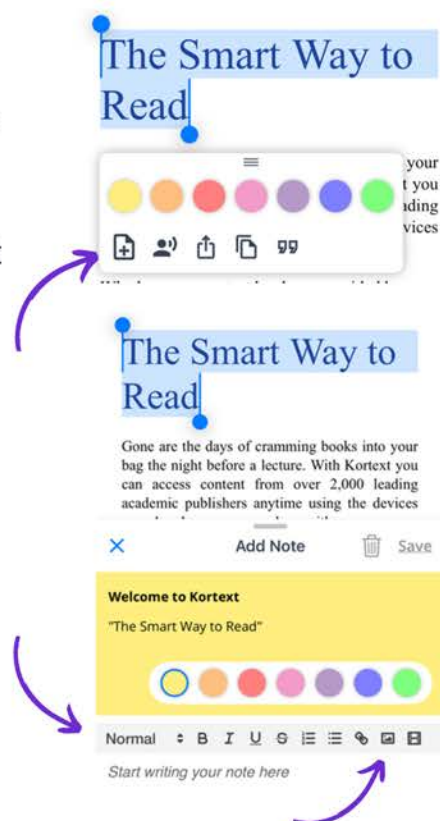 The Smart Way to
Read
your
t you
ding
vices
The Smart Way to
Read
Gone are the days of cramming books into your
bag the night before a lecture. With Kortext you
can access content from over 2,000 leading
academic publishers anytime using the devices
Add Note Save
Welcome to Kortext
"The Smart Way to Read"
Normal B I U S
Start writing your note here